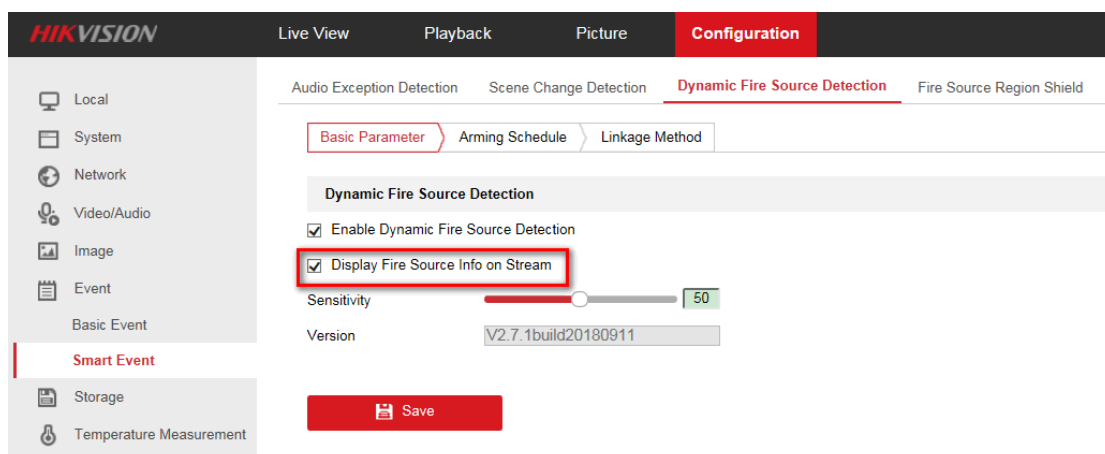 HIKVISION
Live View Playback Picture Configuration
Local
System
Network
Video/Audio
Image
Event
Basic Event
Smart Event
Storage
Temperature Measurement
Audio Exception Detection Scene Change Detection Dynamic Fire Source Detection Fire Source Region Shield
Basic Parameter Arming Schedule Linkage Method
Dynamic Fire Source Detection
Enable Dynamic Fire Source Detection
Display Fire Source Info on Stream
Sensitivity 50
Version V2.7.1build20180911
Save